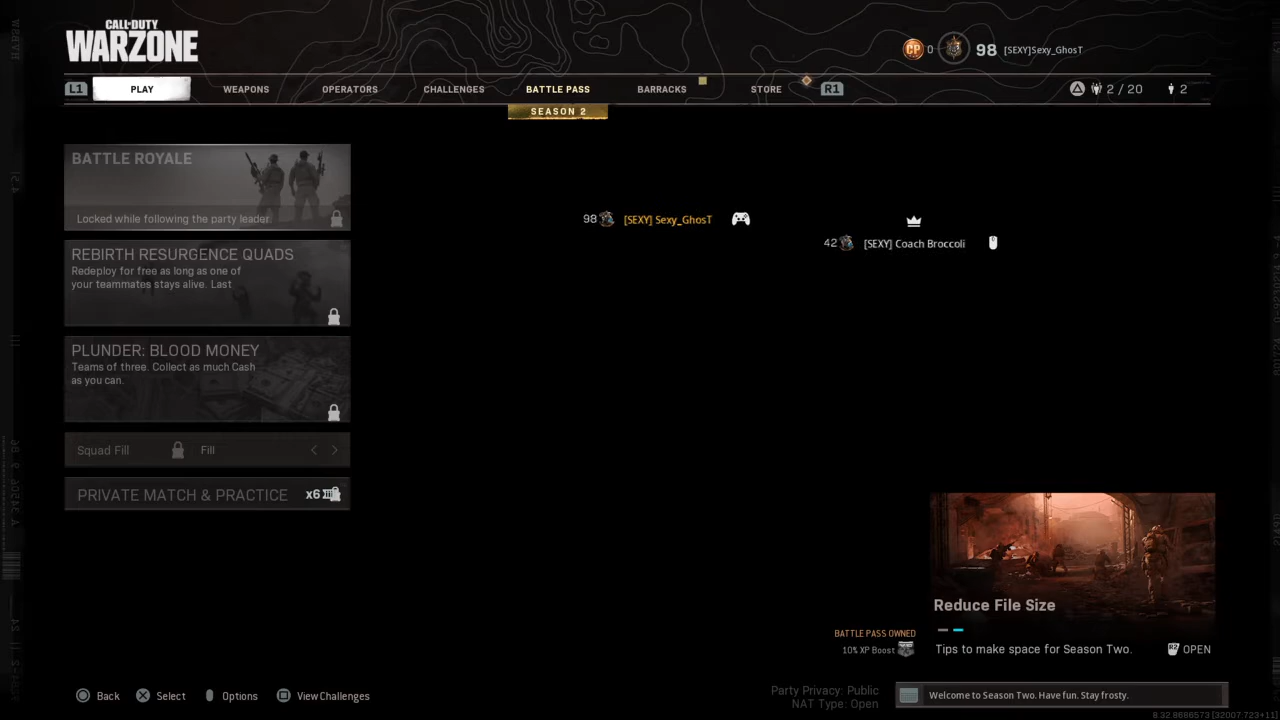 CALL OF DUTY
WARZONE
CP 0 98 [SEXY]Sexy_GhosT
L1 PLAY WEAPONS OPERATORS CHALLENGES BATTLE PASS BARRACKS STORE R1 2 / 20 2
SEASON 2
BATTLE ROYALE
Locked while following the party leader.
98 [SEXY] Sexy_GhosT
42 [SEXY] Coach Broccoli
REBIRTH RESURGENCE QUADS
Redeploy for free as long as one of
your teammates stays alive. Last
PLUNDER: BLOOD MONEY
Teams of three. Collect as much Cash
as you can.
Squad Fill Fill
PRIVATE MATCH & PRACTICE x6
Reduce File Size
BATTLE PASS OWNED
10% XP Boost
Tips to make space for Season Two. R2 OPEN
Back Select Options View Challenges
Party Privacy: Public
NAT Type: Open
Welcome to Season Two. Have fun. Stay frosty.